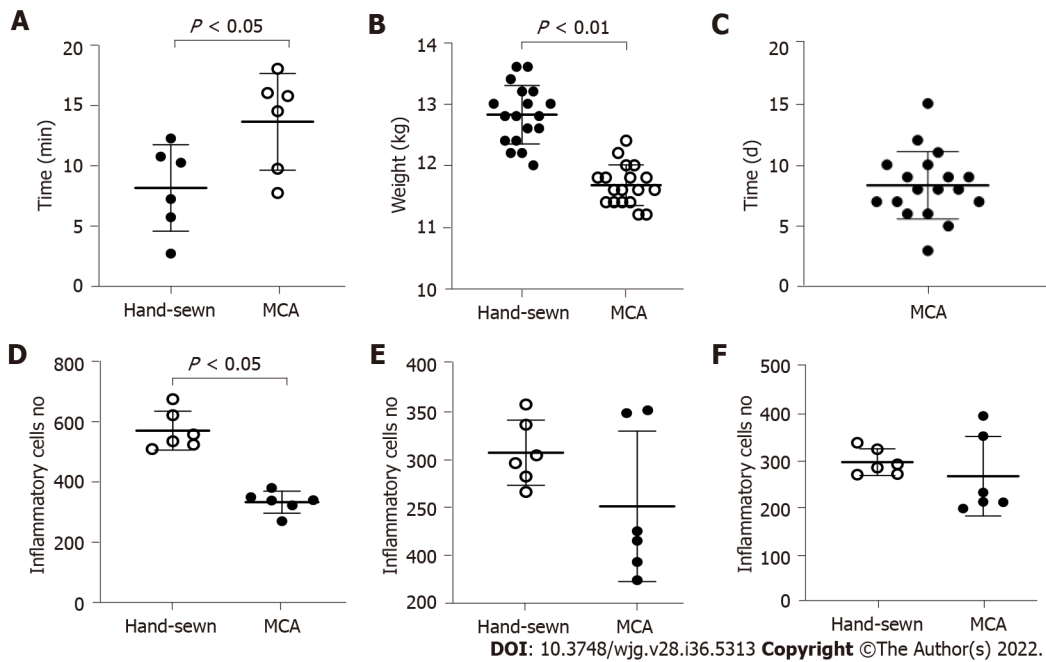 A
P < 0.05
Time (min)
20
15
10
5
0
Hand-sewn
MCA
B
P < 0.01
Weight (kg)
14
13
12
11
10
Hand-sewn
MCA
C
Time (d)
20
15
10
5
0
MCA
D
P < 0.05
Inflammatory cells no
800
600
400
200
0
Hand-sewn
MCA
E
Inflammatory cells no
400
350
300
250
400
200
Hand-sewn
MCA
F
Inflammatory cells no
500
400
300
200
100
0
Hand-sewn
MCA
DOI: 10.3748/wjg.v28.i36.5313 Copyright ©The Author(s) 2022.